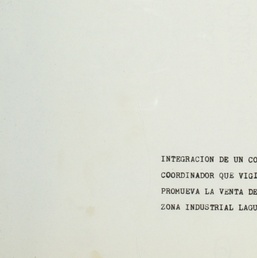 INTEGRACION DE UN CO
COORDINADOR QUE VIGI
PROMUEVA LA VENTA DE
ZONA INDUSTRIAL LAGU